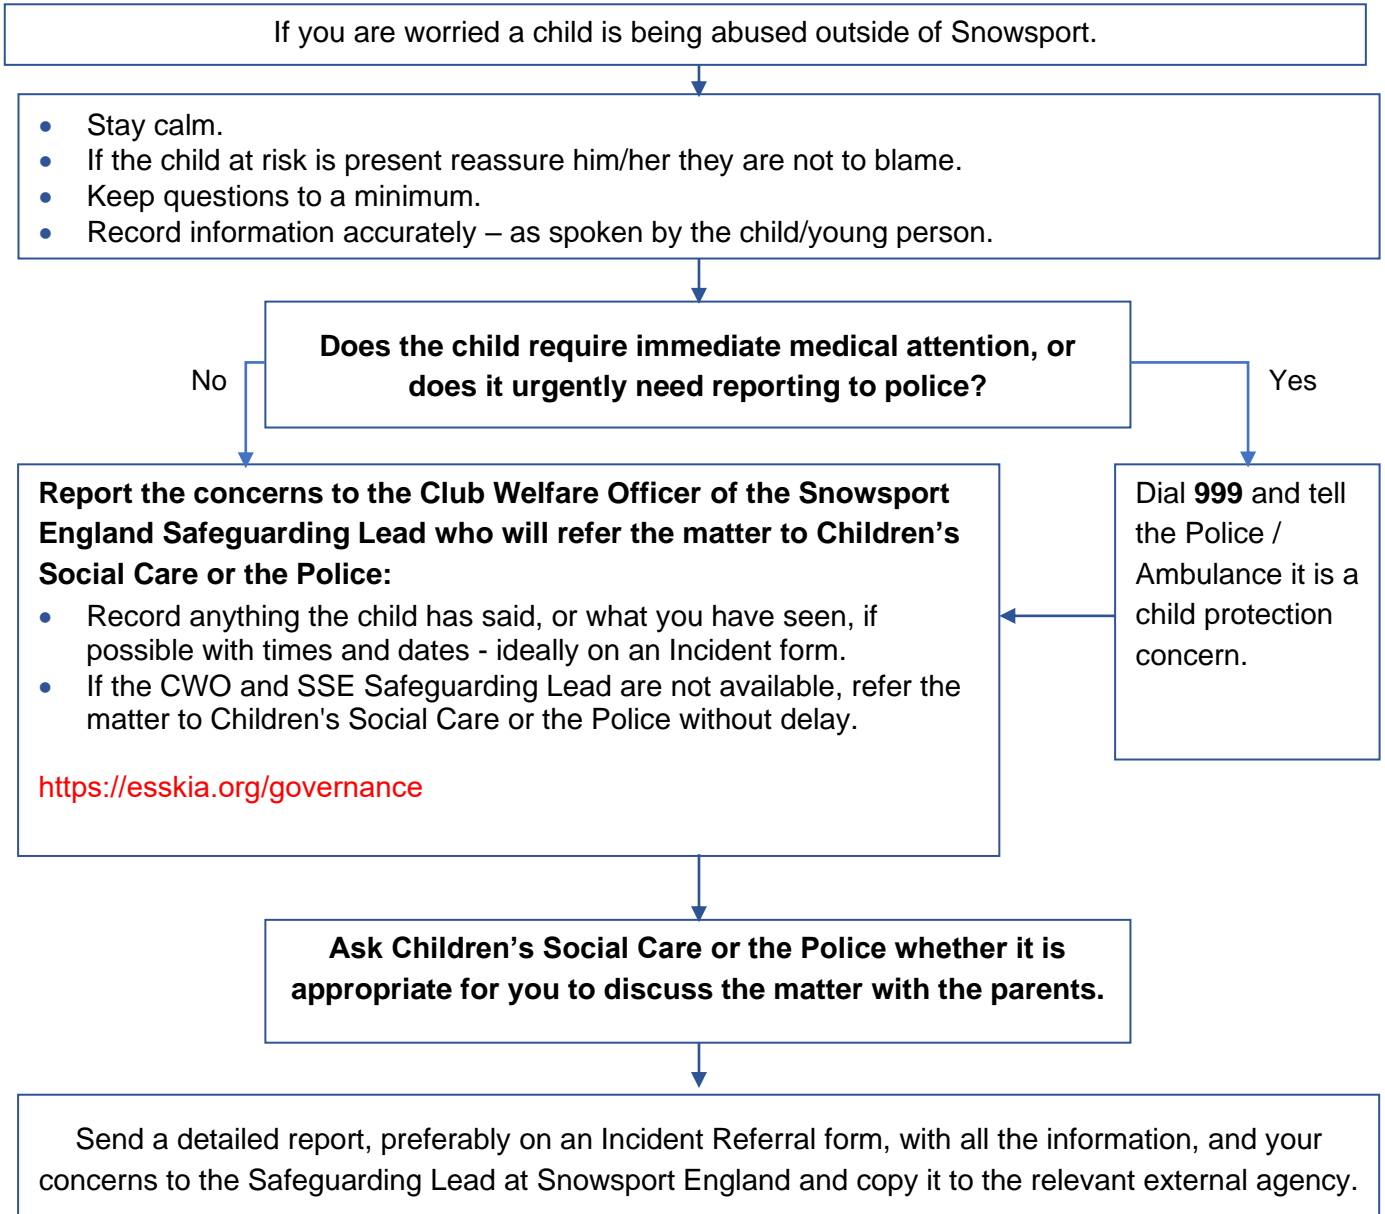 If you are worried a child is being abused outside of Snowsport.
• Stay calm.
• If the child at risk is present reassure him/her they are not to blame.
• Keep questions to a minimum.
• Record information accurately – as spoken by the child/young person.
Does the child require immediate medical attention, or
does it urgently need reporting to police?
No
Yes
Report the concerns to the Club Welfare Officer of the Snowsport
England Safeguarding Lead who will refer the matter to Children’s
Social Care or the Police:
• Record anything the child has said, or what you have seen, if
possible with times and dates - ideally on an Incident form.
• If the CWO and SSE Safeguarding Lead are not available, refer the
matter to Children's Social Care or the Police without delay.
https://esskia.org/governance
Dial 999 and tell
the Police /
Ambulance it is a
child protection
concern.
Ask Children’s Social Care or the Police whether it is
appropriate for you to discuss the matter with the parents.
Send a detailed report, preferably on an Incident Referral form, with all the information, and your
concerns to the Safeguarding Lead at Snowsport England and copy it to the relevant external agency.